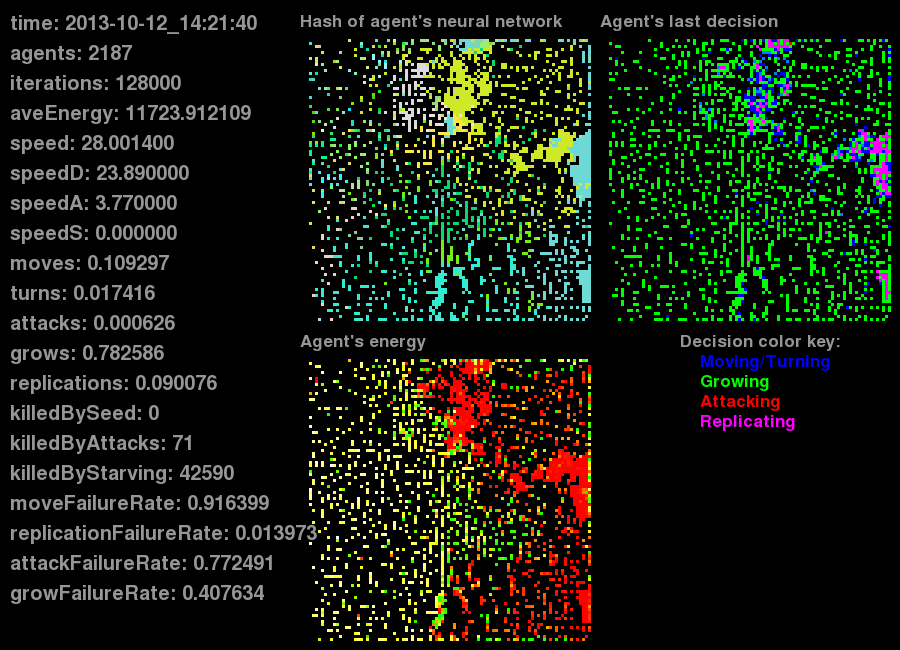 time: 2013-10-12_14:21:40
agents: 2187
iterations: 128000
aveEnergy: 11723.912109
speed: 28.001400
speedD: 23.890000
speedA: 3.770000
speedS: 0.000000
moves: 0.109297
turns: 0.017416
attacks: 0.000626
grows: 0.782586
replications: 0.090076
killedBySeed: 0
killedByAttacks: 71
killedByStarving: 42590
moveFailureRate: 0.916399
replicationFailureRate: 0.013973
attackFailureRate: 0.772491
growFailureRate: 0.407634
Hash of agent's neural network
Agent's last decision
Agent's energy
Decision color key:
Moving/Turning
Growing
Attacking
Replicating